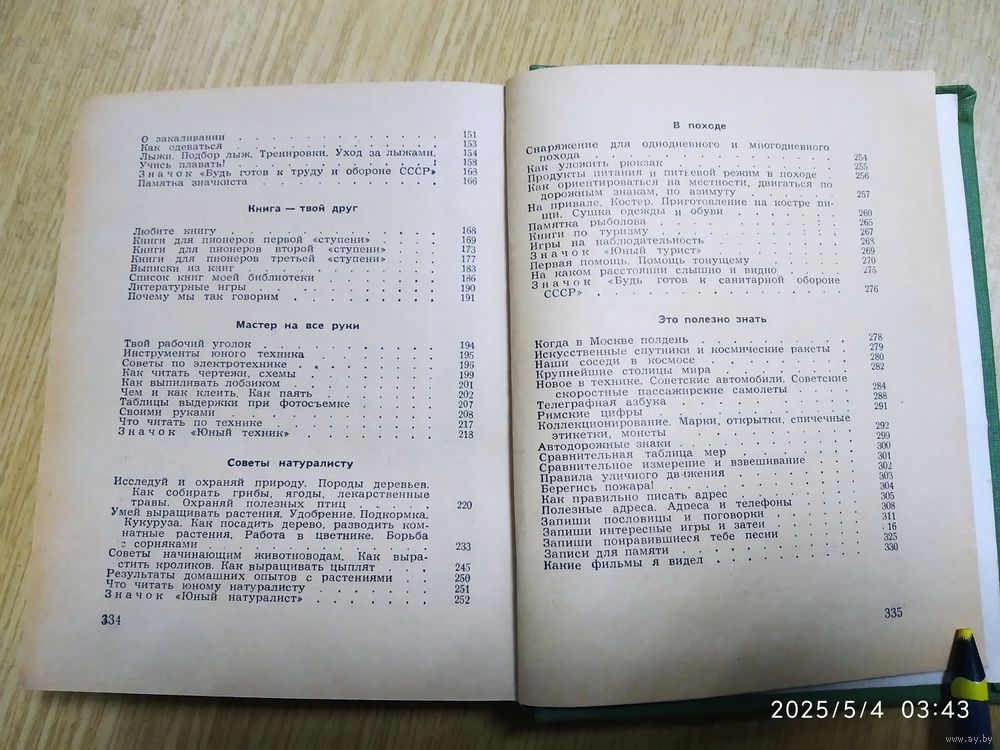 О закаливании 151
Как одеваться 153
Лыжи. Подбор лыж. Тренировки. Уход за лыжами. 154
Учись плавать! 158
Значок «Будь готов к труду и обороне СССР» 163
Памятка значкиста 166
Книга — твой друг
Любите книгу 168
Книги для пионеров первой «ступени» 169
Книги для пионеров второй «ступени» 173
Книги для пионеров третьей «ступени» 177
Выписки из книг 183
Список книг моей библиотеки 186
Литературные игры 190
Почему мы так говорим 191
Мастер на все руки
Твой рабочий уголок 194
Инструменты юного техника 195
Советы по электротехнике 196
Как читать чертежи, схемы 199
Как выпиливать лобзиком 201
Чем и как клеить. Как паять 202
Таблицы выдержки при фотосъемке 207
Своими руками 208
Что читать по технике 217
Значок «Юный техник» 218
Советы натуралисту
Исследуй и охраняй природу. Породы деревьев.
Как собирать грибы, ягоды, лекарственные
травы. Охраняй полезных птиц 220
Умей выращивать растения. Удобрение. Подкормка.
Кукуруза. Как посадить дерево, разводить ком-
натные растения. Работа в цветнике. Борьба
с сорняками 233
Советы начинающим животноводам. Как выра-
стить кроликов. Как выращивать цыплят 245
Результаты домашних опытов с растениями 250
Что читать юному натуралисту 251
Значок «Юный натуралист» 252
334
В походе
Снаряжение для однодневного и многодневного
похода 254
Как уложить рюкзак 255
Продукты питания и питьевой режим в походе 256
Как ориентироваться на местности, двигаться по
дорожным знакам, по азимуту 257
На привале. Костер. Приготовление на костре пи-
щи. Сушка одежды и обуви 260
Памятка рыболова 265
Книги по туризму 267
Игры на наблюдательность 268
Значок «Юный турист» 269
Первая помощь. Помощь тонущему 270
На каком расстоянии слышно и видно 275
Значок «Будь готов к санитарной обороне
СССР» 276
Это полезно знать
Когда в Москве полдень 278
Искусственные спутники и космические ракеты 279
Наши соседи в космосе 280
Крупнейшие столицы мира 282
Новое в технике. Советские автомобили. Советские
скоростные пассажирские самолеты 284
Телеграфная азбука 288
Римские цифры 291
Коллекционирование. Марки, открытки, спичечные
этикетки, монеты 292
Автодорожные знаки 299
Сравнительная таблица мер 300
Сравнительное измерение и взвешивание 301
Правила уличного движения 302
Берегись пожара! 303
Как правильно писать адрес 304
Полезные адреса. Адреса и телефоны 305
Запиши пословицы и поговорки 308
Запиши интересные игры и затеи 311
Запиши понравившиеся тебе песни 16
Записи для памяти 325
Какие фильмы я видел 330
335
2025/5/4 03:43
www.ay.by